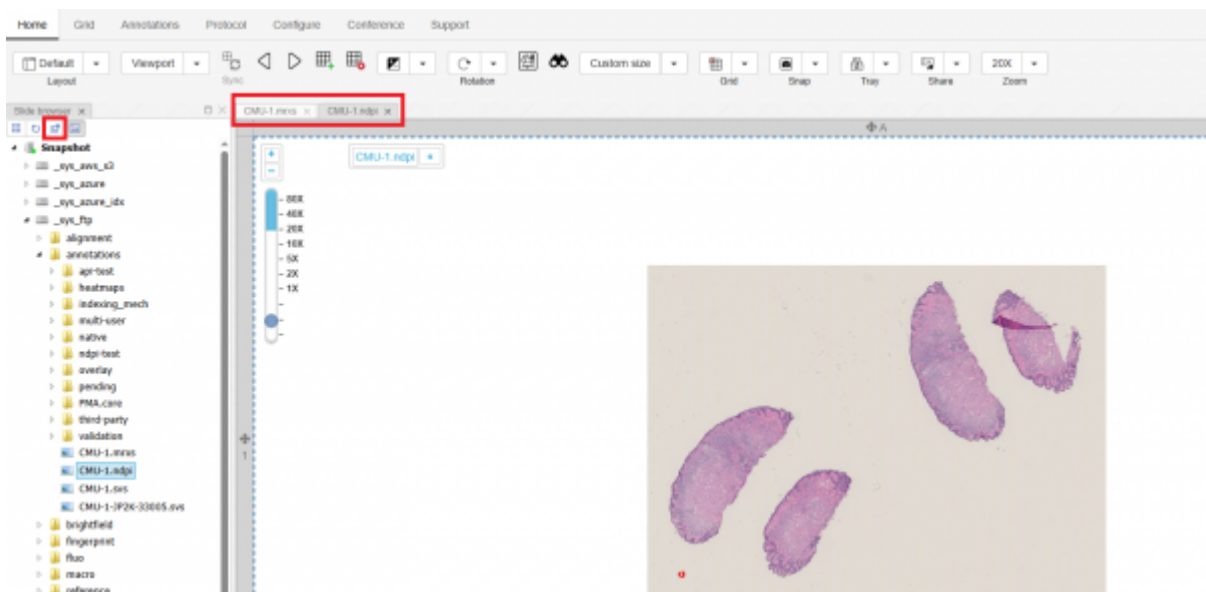 Home Grid Annotations Protocol Configure Conference Support
Default Viewport Custom size 20X
Layout Sync Rotation Grid Snap Tray Share Zoom
Slide browser x CMU-1.mrxs x CMU-1.ndpi x
A
Snapshot
CMU-1.ndpi x
_sys_aws_s3
_sys_azure
_sys_azure_idx
_sys_ftp
alignment
annotations
api-test
heatmaps
indexing_mech
multi-user
native
ndpi-test
overlay
pending
PMA.core
third-party
validation
CMU-1.mrxs
CMU-1.ndpi
CMU-1.svs
CMU-1-JP2K-33005.svs
brightfield
fingerprint
fluo
macro
reference
+
−
80X
40X
20X
10X
5X
2X
1X
1